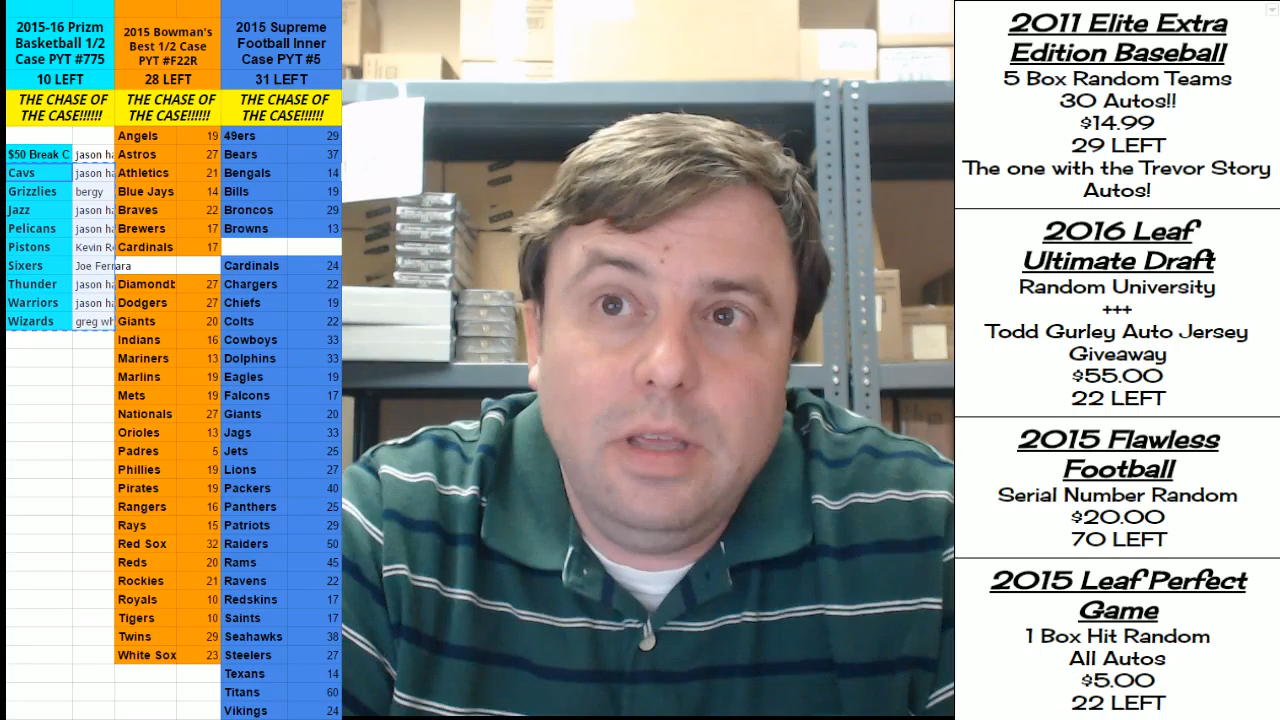 2015-16 Prizm
Basketball 1/2
Case PYT #775
10 LEFT
THE CHASE OF
THE CASE!!!!!!
$50 Break C jason ha
Cavs jason ha
Grizzlies bergy
Jazz jason ha
Pelicans jason ha
Pistons Kevin Ro
Sixers Joe Ferrara
Thunder jason ha
Warriors jason ha
Wizards greg wh
2015 Bowman's
Best 1/2 Case
PYT #F22R
28 LEFT
THE CHASE OF
THE CASE!!!!!!
Angels 19
Astros 27
Athletics 21
Blue Jays 14
Braves 22
Brewers 17
Cardinals 17
Diamondb 27
Dodgers 27
Giants 20
Indians 16
Mariners 13
Marlins 19
Mets 19
Nationals 27
Orioles 13
Padres 5
Phillies 19
Pirates 19
Rangers 16
Rays 15
Red Sox 32
Reds 20
Rockies 21
Royals 10
Tigers 10
Twins 29
White Sox 23
2015 Supreme
Football Inner
Case PYT #5
31 LEFT
THE CHASE OF
THE CASE!!!!!!
49ers 29
Bears 37
Bengals 14
Bills 19
Broncos 29
Browns 13
Cardinals 24
Chargers 22
Chiefs 19
Colts 22
Cowboys 33
Dolphins 33
Eagles 19
Falcons 17
Giants 20
Jags 33
Jets 25
Lions 27
Packers 40
Panthers 25
Patriots 29
Raiders 50
Rams 45
Ravens 22
Redskins 17
Saints 17
Seahawks 38
Steelers 27
Texans 14
Titans 60
Vikings 24
2011 Elite Extra
Edition Baseball
5 Box Random Teams
30 Autos!!
$14.99
29 LEFT
The one with the Trevor Story
Autos!
2016 Leaf
Ultimate Draft
Random University
+++
Todd Gurley Auto Jersey
Giveaway
$55.00
22 LEFT
2015 Flawless
Football
Serial Number Random
$20.00
70 LEFT
2015 Leaf Perfect
Game
1 Box Hit Random
All Autos
$5.00
22 LEFT